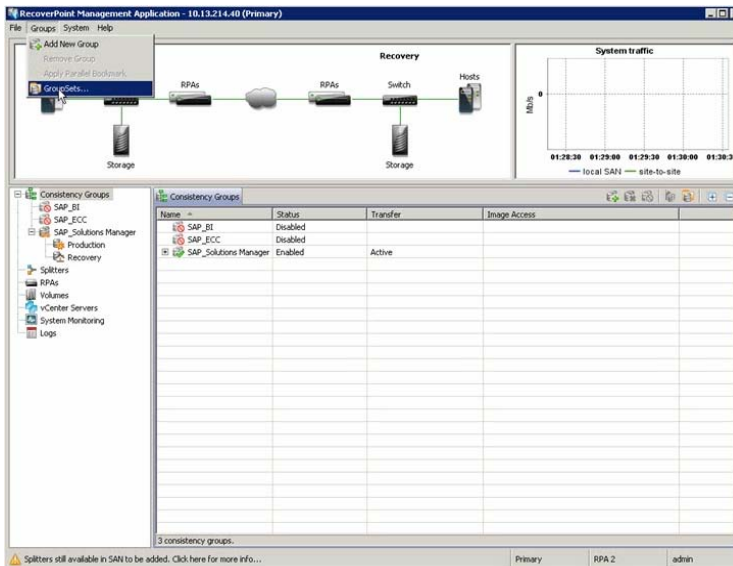 RecoverPoint Management Application - 10.13.214.40 (Primary)
File Groups System Help
Add New Group
Remove Group
Apply Parallel Bookmark
GroupSets...
Recovery
RPAs
RPAs
Switch
Hosts
Storage
Storage
System traffic
Mb/s
0
01:28:30 01:29:00 01:29:30 01:30:00 01:30:3
local SAN site-to-site
Consistency Groups
SAP_BI
SAP_ECC
SAP_Solutions Manager
Production
Recovery
Splitters
RPAs
Volumes
vCenter Servers
System Monitoring
Logs
Consistency Groups
Name Status Transfer Image Access
SAP_BI Disabled
SAP_ECC Disabled
SAP_Solutions Manager Enabled Active
3 consistency groups.
Splitters still available in SAN to be added. Click here for more info...
Primary RPA 2 admin